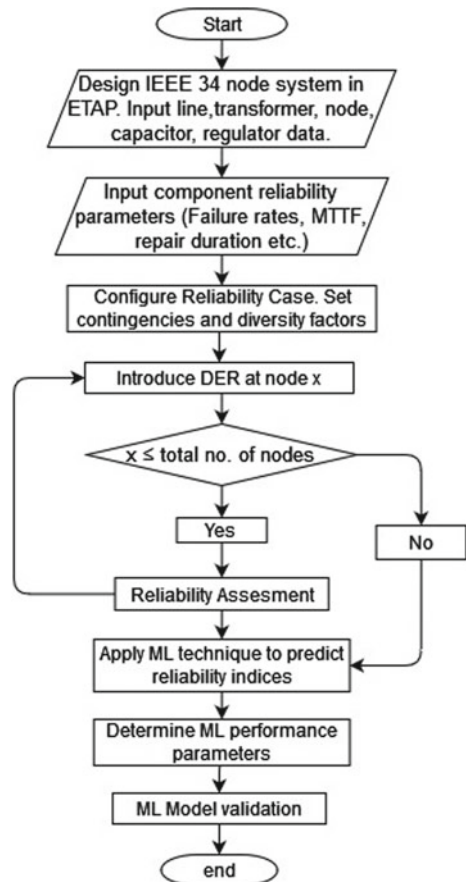 Start
Design IEEE 34 node system in
ETAP. Input line,transformer, node,
capacitor, regulator data.
Input component reliability
parameters (Failure rates, MTTF,
repair duration etc.)
Configure Reliability Case. Set
contingencies and diversity factors
Introduce DER at node x
x ≤ total no. of nodes
Yes
No
Reliability Assesment
Apply ML technique to predict
reliability indices
Determine ML performance
parameters
ML Model validation
end